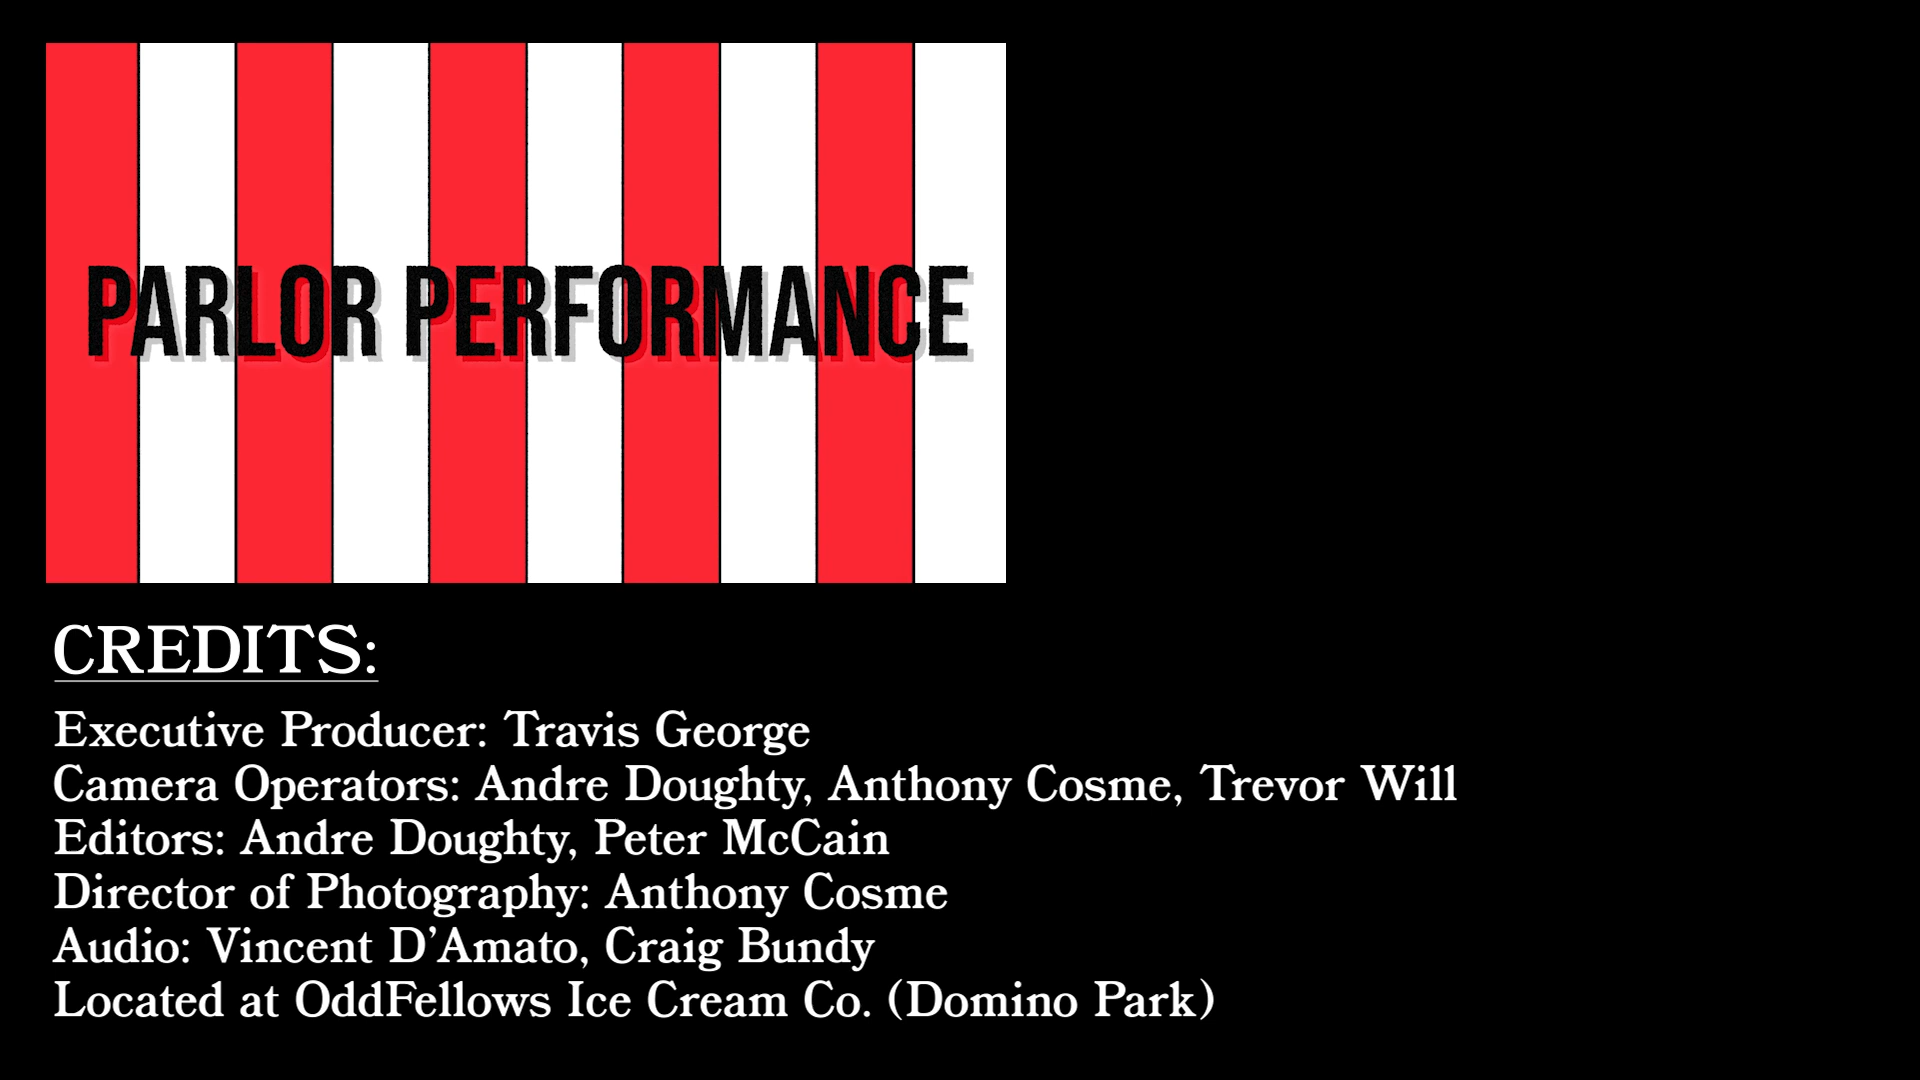 PARLOR PERFORMANCE
CREDITS:
Executive Producer: Travis George
Camera Operators: Andre Doughty, Anthony Cosme, Trevor Will
Editors: Andre Doughty, Peter McCain
Director of Photography: Anthony Cosme
Audio: Vincent D’Amato, Craig Bundy
Located at OddFellows Ice Cream Co. (Domino Park)